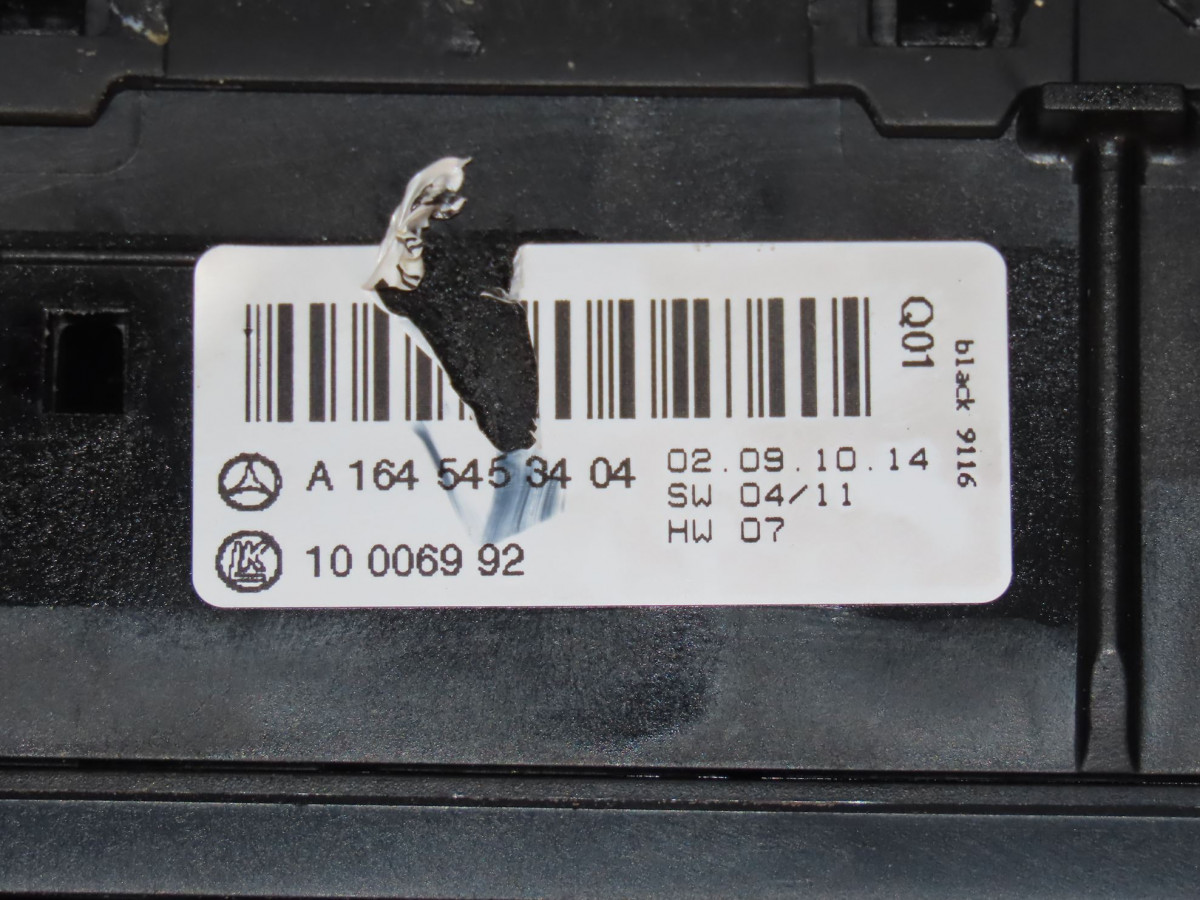 A 164 545 34 04
02.09.10.14
SW 04/11
HW 07
LK
10 0069 92
Q01
black 9116